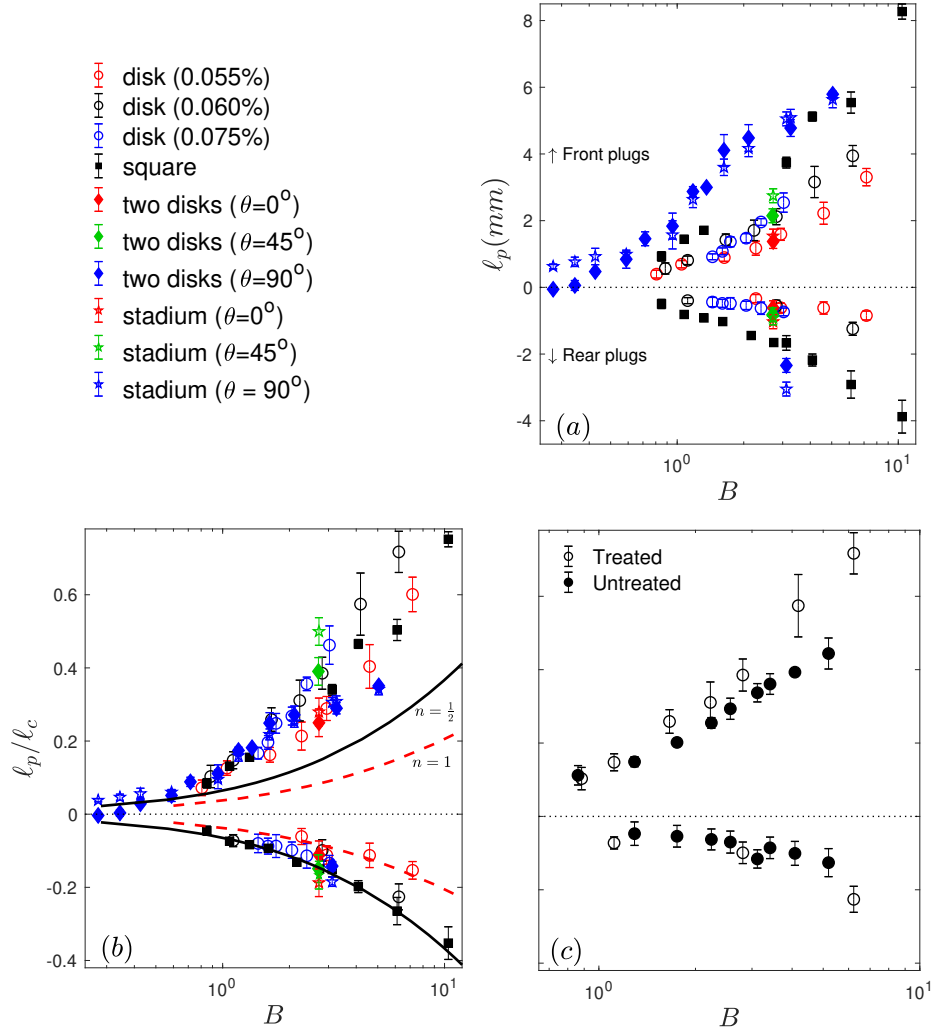 disk (0.055%)
disk (0.060%)
disk (0.075%)
square
two disks (θ=0°)
two disks (θ=45°)
two disks (θ=90°)
stadium (θ=0°)
stadium (θ=45°)
stadium (θ = 90°)
8
6
4
2
0
-2
-4
ℓp(mm)
↑ Front plugs
↓ Rear plugs
(a)
10⁰
10¹
B
0.6
0.4
0.2
0
-0.2
-0.4
ℓp/ℓc
n = 1/2
n = 1
(b)
10⁰
10¹
B
Treated
Untreated
(c)
10⁰
10¹
B